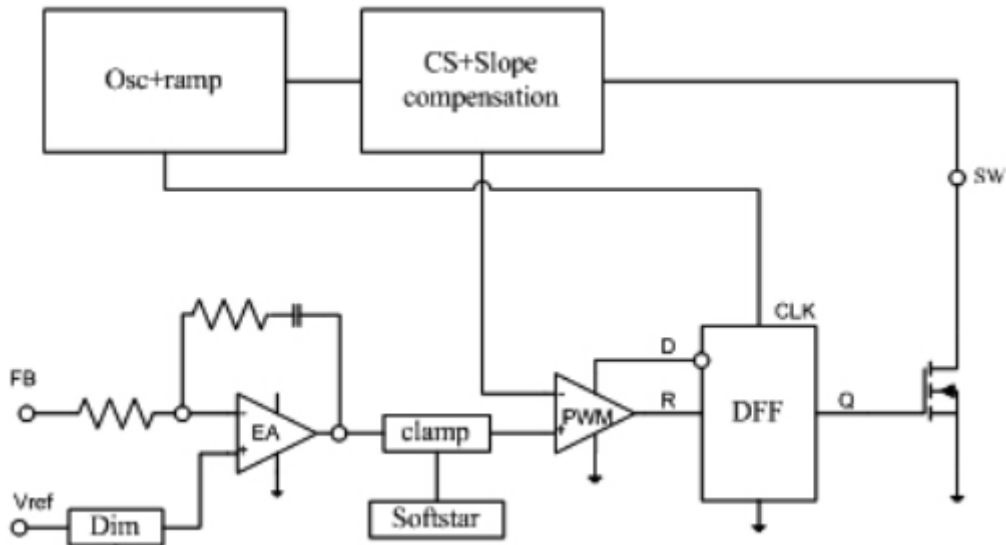 Osc+ramp
CS+Slope
compensation
SW
CLK
FB
D
EA
clamp
PWM
R
DFF
Q
Vref
Dim
Softstar